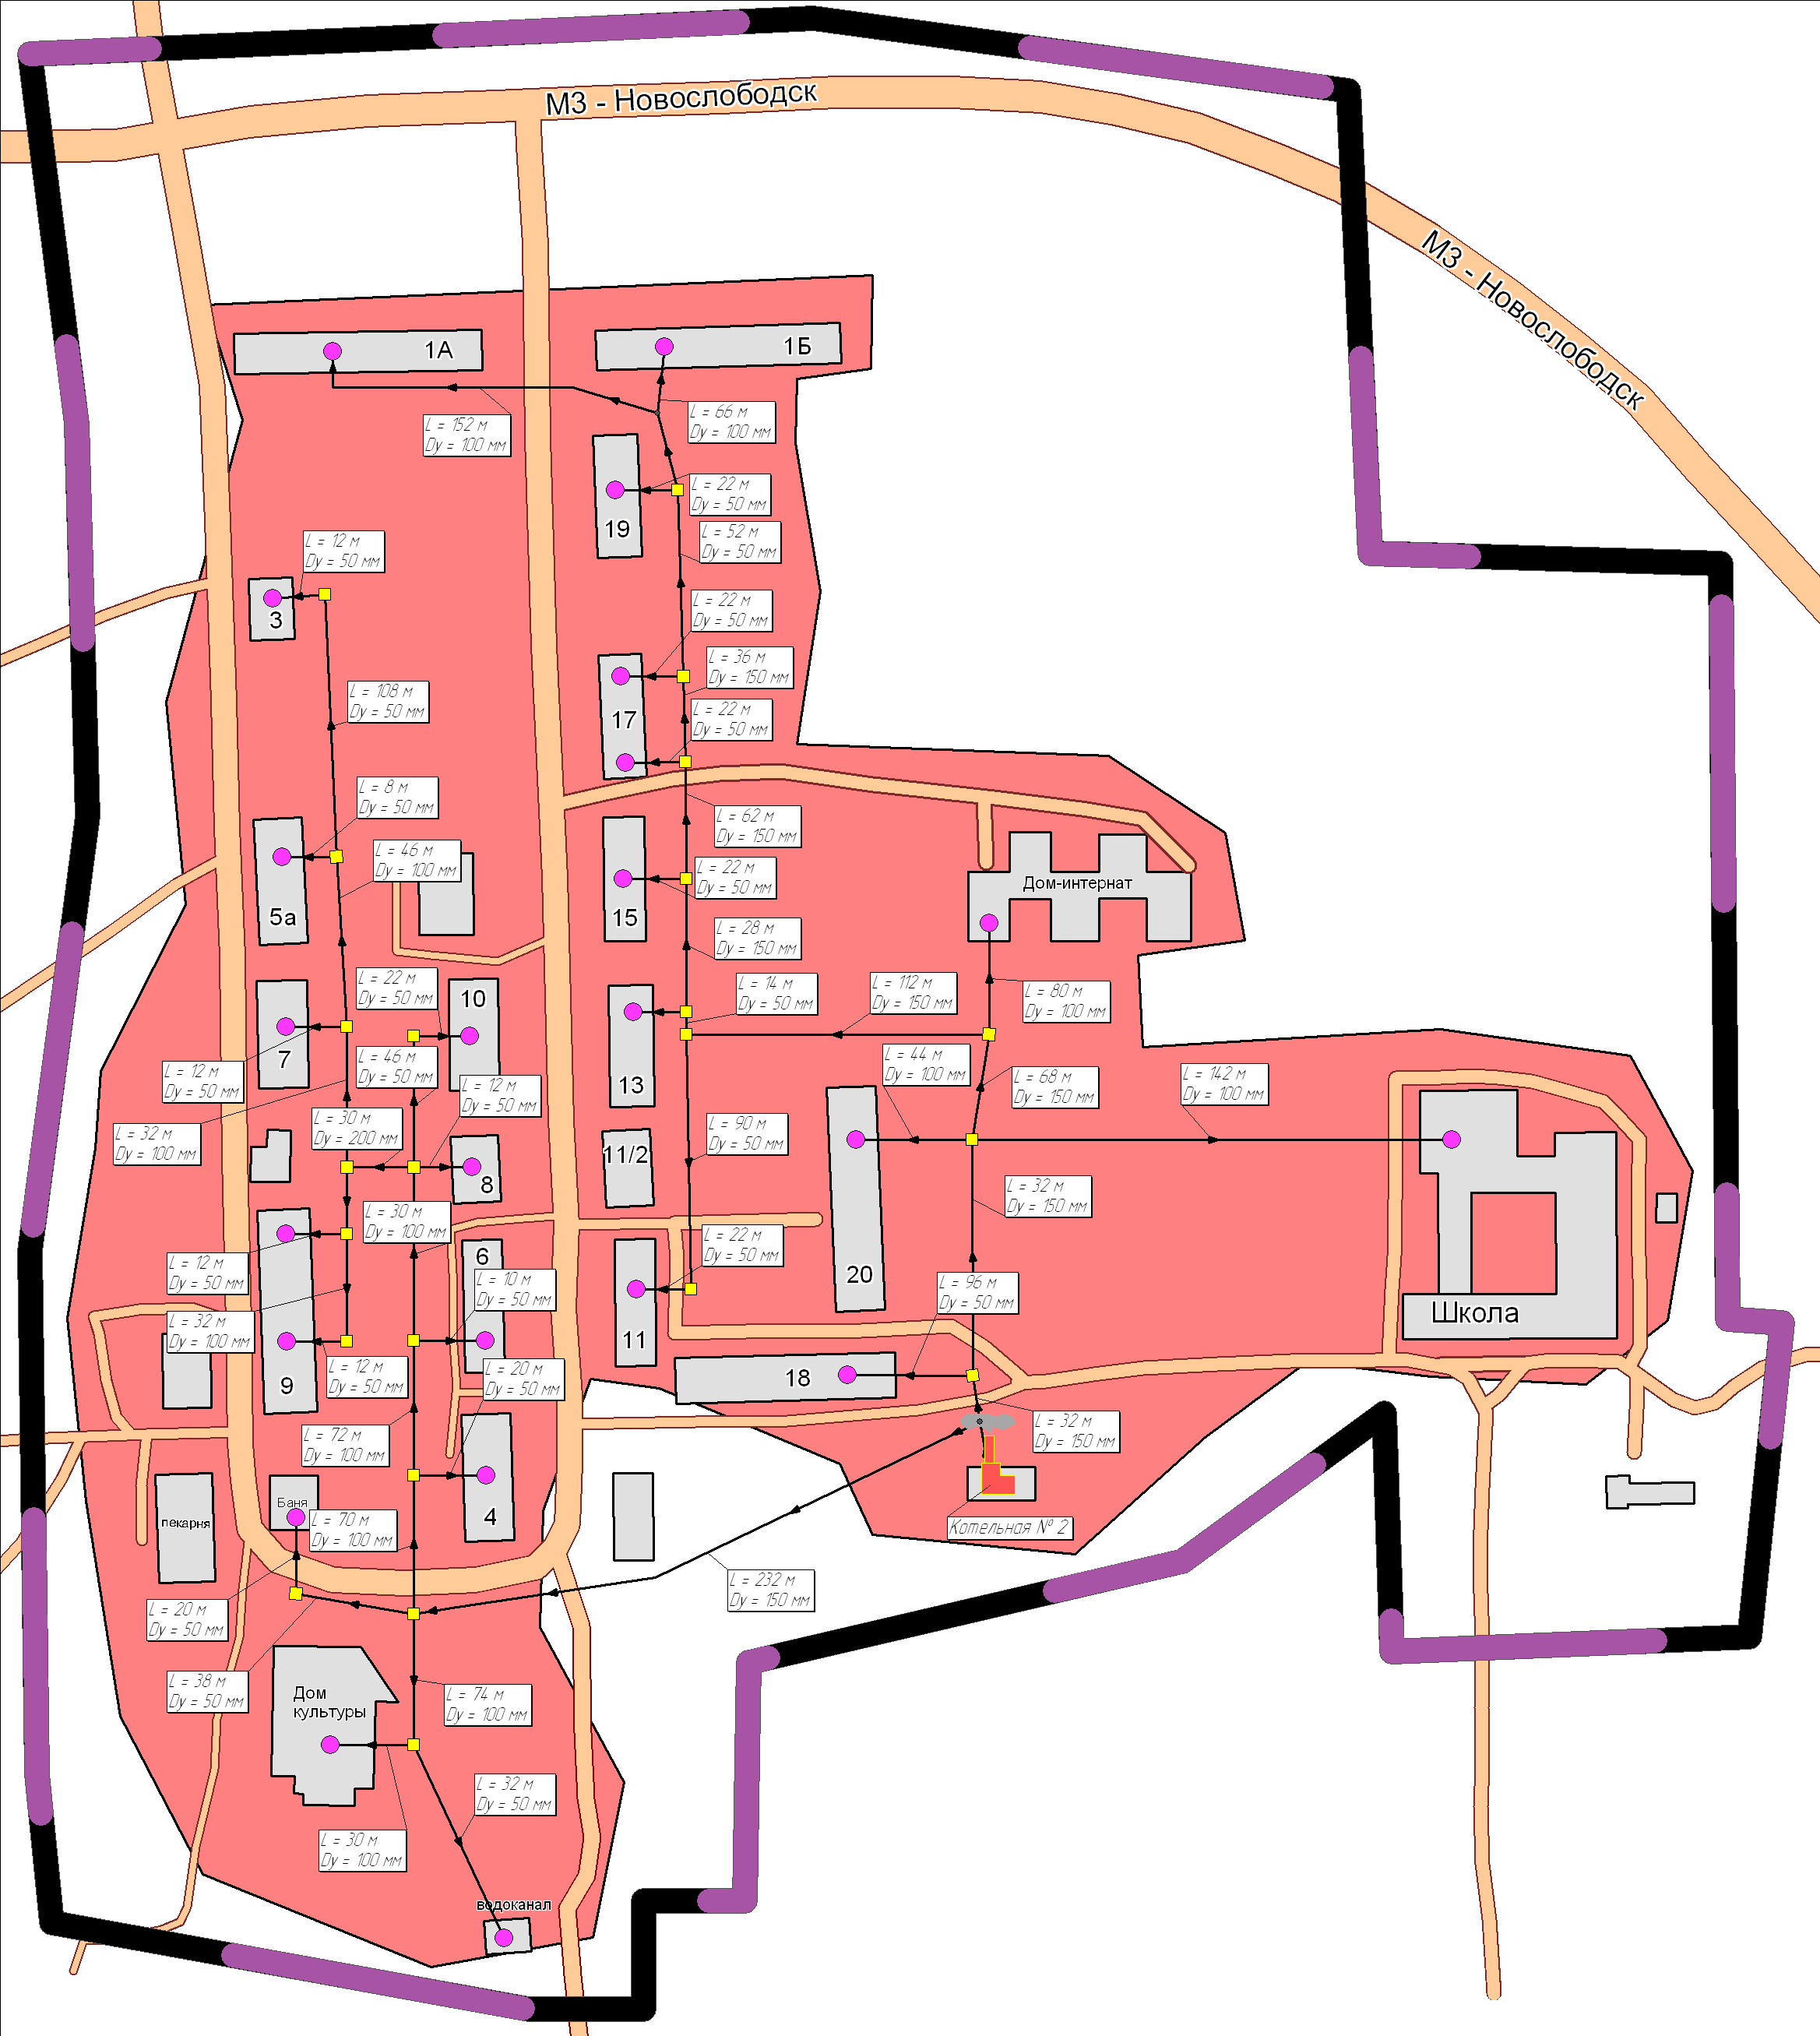 М3 - Новослободск
М3 - Новослободск
1А
1Б
L = 152 м
Dy = 100 мм
L = 66 м
Dy = 100 мм
L = 22 м
Dy = 50 мм
19
L = 52 м
Dy = 50 мм
L = 12 м
Dy = 50 мм
3
L = 22 м
Dy = 50 мм
L = 36 м
Dy = 150 мм
L = 108 м
Dy = 50 мм
17
L = 22 м
Dy = 50 мм
L = 8 м
Dy = 50 мм
L = 62 м
Dy = 150 мм
L = 46 м
Dy = 100 мм
L = 22 м
Dy = 50 мм
Дом-интернат
5а
15
L = 28 м
Dy = 150 мм
L = 22 м
Dy = 50 мм
10
L = 14 м
Dy = 50 мм
L = 112 м
Dy = 150 мм
L = 80 м
Dy = 100 мм
7
L = 12 м
Dy = 50 мм
L = 46 м
Dy = 50 мм
L = 12 м
Dy = 50 мм
13
L = 44 м
Dy = 100 мм
L = 68 м
Dy = 150 мм
L = 142 м
Dy = 100 мм
L = 32 м
Dy = 100 мм
L = 30 м
Dy = 200 мм
L = 90 м
Dy = 50 мм
11/2
8
L = 32 м
Dy = 150 мм
L = 30 м
Dy = 100 мм
L = 12 м
Dy = 50 мм
6
L = 22 м
Dy = 50 мм
20
L = 10 м
Dy = 50 мм
L = 96 м
Dy = 50 мм
Школа
L = 32 м
Dy = 100 мм
11
9
L = 12 м
Dy = 50 мм
L = 20 м
Dy = 50 мм
18
L = 72 м
Dy = 100 мм
L = 32 м
Dy = 150 мм
Баня
пекарня
L = 70 м
Dy = 100 мм
4
Котельная № 2
L = 20 м
Dy = 50 мм
L = 232 м
Dy = 150 мм
L = 38 м
Dy = 50 мм
Дом
культуры
L = 74 м
Dy = 100 мм
L = 32 м
Dy = 50 мм
L = 30 м
Dy = 100 мм
водоканал